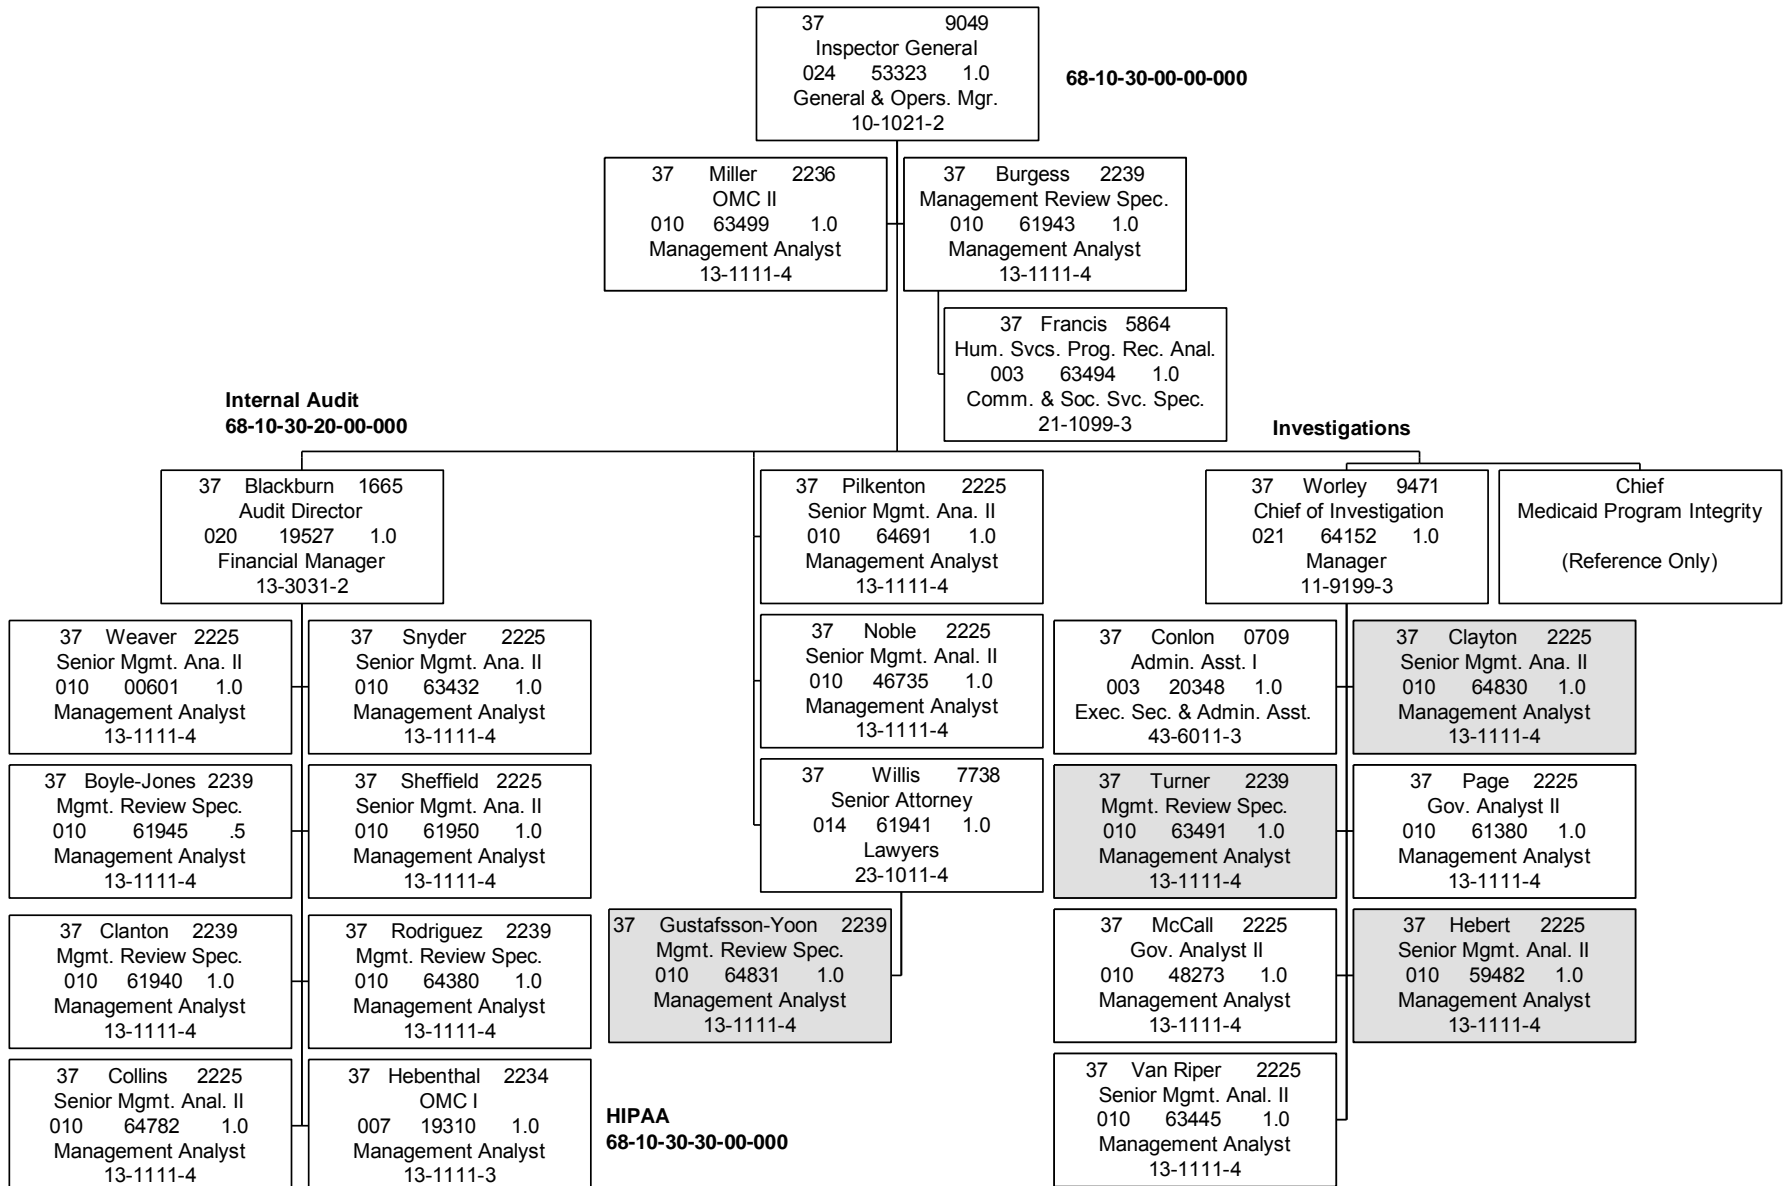 37 9049
Inspector General
024 53323 1.0
General & Opers. Mgr.
10-1021-2
68-10-30-00-00-000
37 Miller 2236
OMC II
010 63499 1.0
Management Analyst
13-1111-4
37 Burgess 2239
Management Review Spec.
010 61943 1.0
Management Analyst
13-1111-4
37 Francis 5864
Hum. Svcs. Prog. Rec. Anal.
003 63494 1.0
Comm. & Soc. Svc. Spec.
21-1099-3
Internal Audit
68-10-30-20-00-000
Investigations
37 Blackburn 1665
Audit Director
020 19527 1.0
Financial Manager
13-3031-2
37 Pilkenton 2225
Senior Mgmt. Ana. II
010 64691 1.0
Management Analyst
13-1111-4
37 Worley 9471
Chief of Investigation
021 64152 1.0
Manager
11-9199-3
Chief
Medicaid Program Integrity
(Reference Only)
37 Weaver 2225
Senior Mgmt. Ana. II
010 00601 1.0
Management Analyst
13-1111-4
37 Snyder 2225
Senior Mgmt. Ana. II
010 63432 1.0
Management Analyst
13-1111-4
37 Noble 2225
Senior Mgmt. Anal. II
010 46735 1.0
Management Analyst
13-1111-4
37 Conlon 0709
Admin. Asst. I
003 20348 1.0
Exec. Sec. & Admin. Asst.
43-6011-3
37 Clayton 2225
Senior Mgmt. Ana. II
010 64830 1.0
Management Analyst
13-1111-4
37 Boyle-Jones 2239
Mgmt. Review Spec.
010 61945 .5
Management Analyst
13-1111-4
37 Sheffield 2225
Senior Mgmt. Ana. II
010 61950 1.0
Management Analyst
13-1111-4
37 Willis 7738
Senior Attorney
014 61941 1.0
Lawyers
23-1011-4
37 Turner 2239
Mgmt. Review Spec.
010 63491 1.0
Management Analyst
13-1111-4
37 Page 2225
Gov. Analyst II
010 61380 1.0
Management Analyst
13-1111-4
37 Clanton 2239
Mgmt. Review Spec.
010 61940 1.0
Management Analyst
13-1111-4
37 Rodriguez 2239
Mgmt. Review Spec.
010 64380 1.0
Management Analyst
13-1111-4
37 Gustafsson-Yoon 2239
Mgmt. Review Spec.
010 64831 1.0
Management Analyst
13-1111-4
37 McCall 2225
Gov. Analyst II
010 48273 1.0
Management Analyst
13-1111-4
37 Hebert 2225
Senior Mgmt. Anal. II
010 59482 1.0
Management Analyst
13-1111-4
37 Collins 2225
Senior Mgmt. Anal. II
010 64782 1.0
Management Analyst
13-1111-4
37 Hebenthal 2234
OMC I
007 19310 1.0
Management Analyst
13-1111-3
HIPAA
68-10-30-30-00-000
37 Van Riper 2225
Senior Mgmt. Anal. II
010 63445 1.0
Management Analyst
13-1111-4